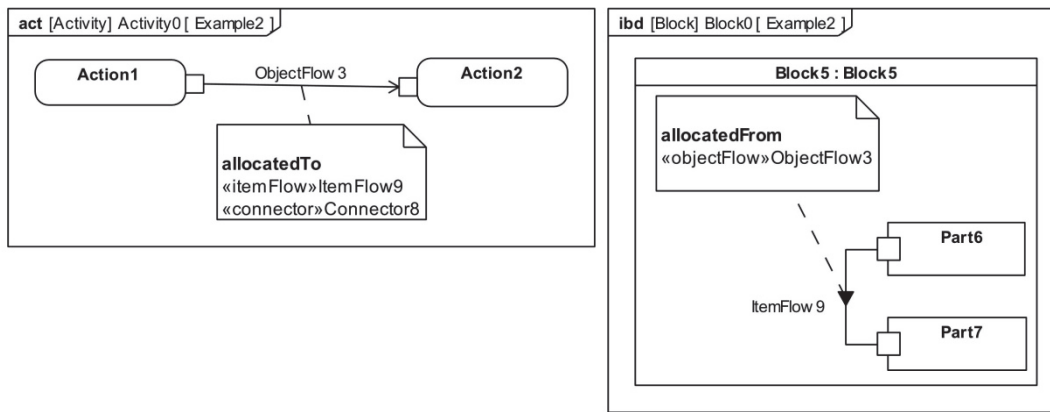 act [Activity] Activity0 [ Example2 ]
Action1
ObjectFlow 3
Action2
allocatedTo
«itemFlow»ItemFlow9
«connector»Connector8
ibd [Block] Block0 [ Example2 ]
Block5 : Block5
allocatedFrom
«objectFlow»ObjectFlow3
Part6
ItemFlow 9
Part7